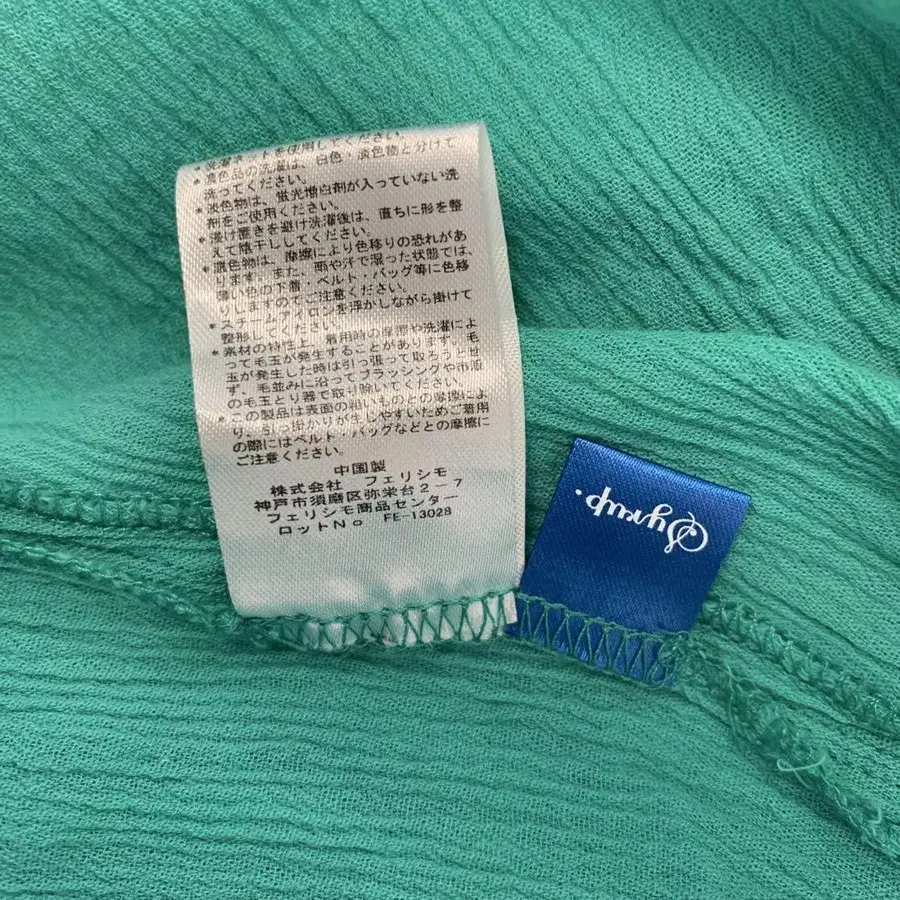 *洗濯ネットを使用してください。
*濃色品の洗濯は、白色・淡色物と分けて
洗ってください。
*淡色物は、蛍光増白剤が入っていない洗
剤をご使用ください。
*浸け置きを避け洗濯後は、直ちに形を整
えて陰干ししてください。
*濃色物は、摩擦により色移りの恐れがあ
ります。また、雨や汗で湿った状態では、
薄い色の下着・ベルト・バッグ等に色移
りしますのでご注意ください。
*スチームアイロンを浮かしながら掛けて
整形してください。
*素材の特性上、着用時の摩擦や洗濯によ
って毛玉が発生することがあります。毛
玉が発生した時は引っ張って取ろうとせ
ず、毛並みに沿ってブラッシングや市販
の毛玉とり器で取り除いてください。
*この製品は表面の粗いものとの摩擦によ
り、引っ掛かりが生じやすいためご着用
の際にはベルト・バッグなどとの摩擦に
ご注意ください。
中国製
株式会社 フェリシモ
神戸市須磨区弥栄台2-7
フェリシモ商品センター
ロットNo FE-13028
Syrup.